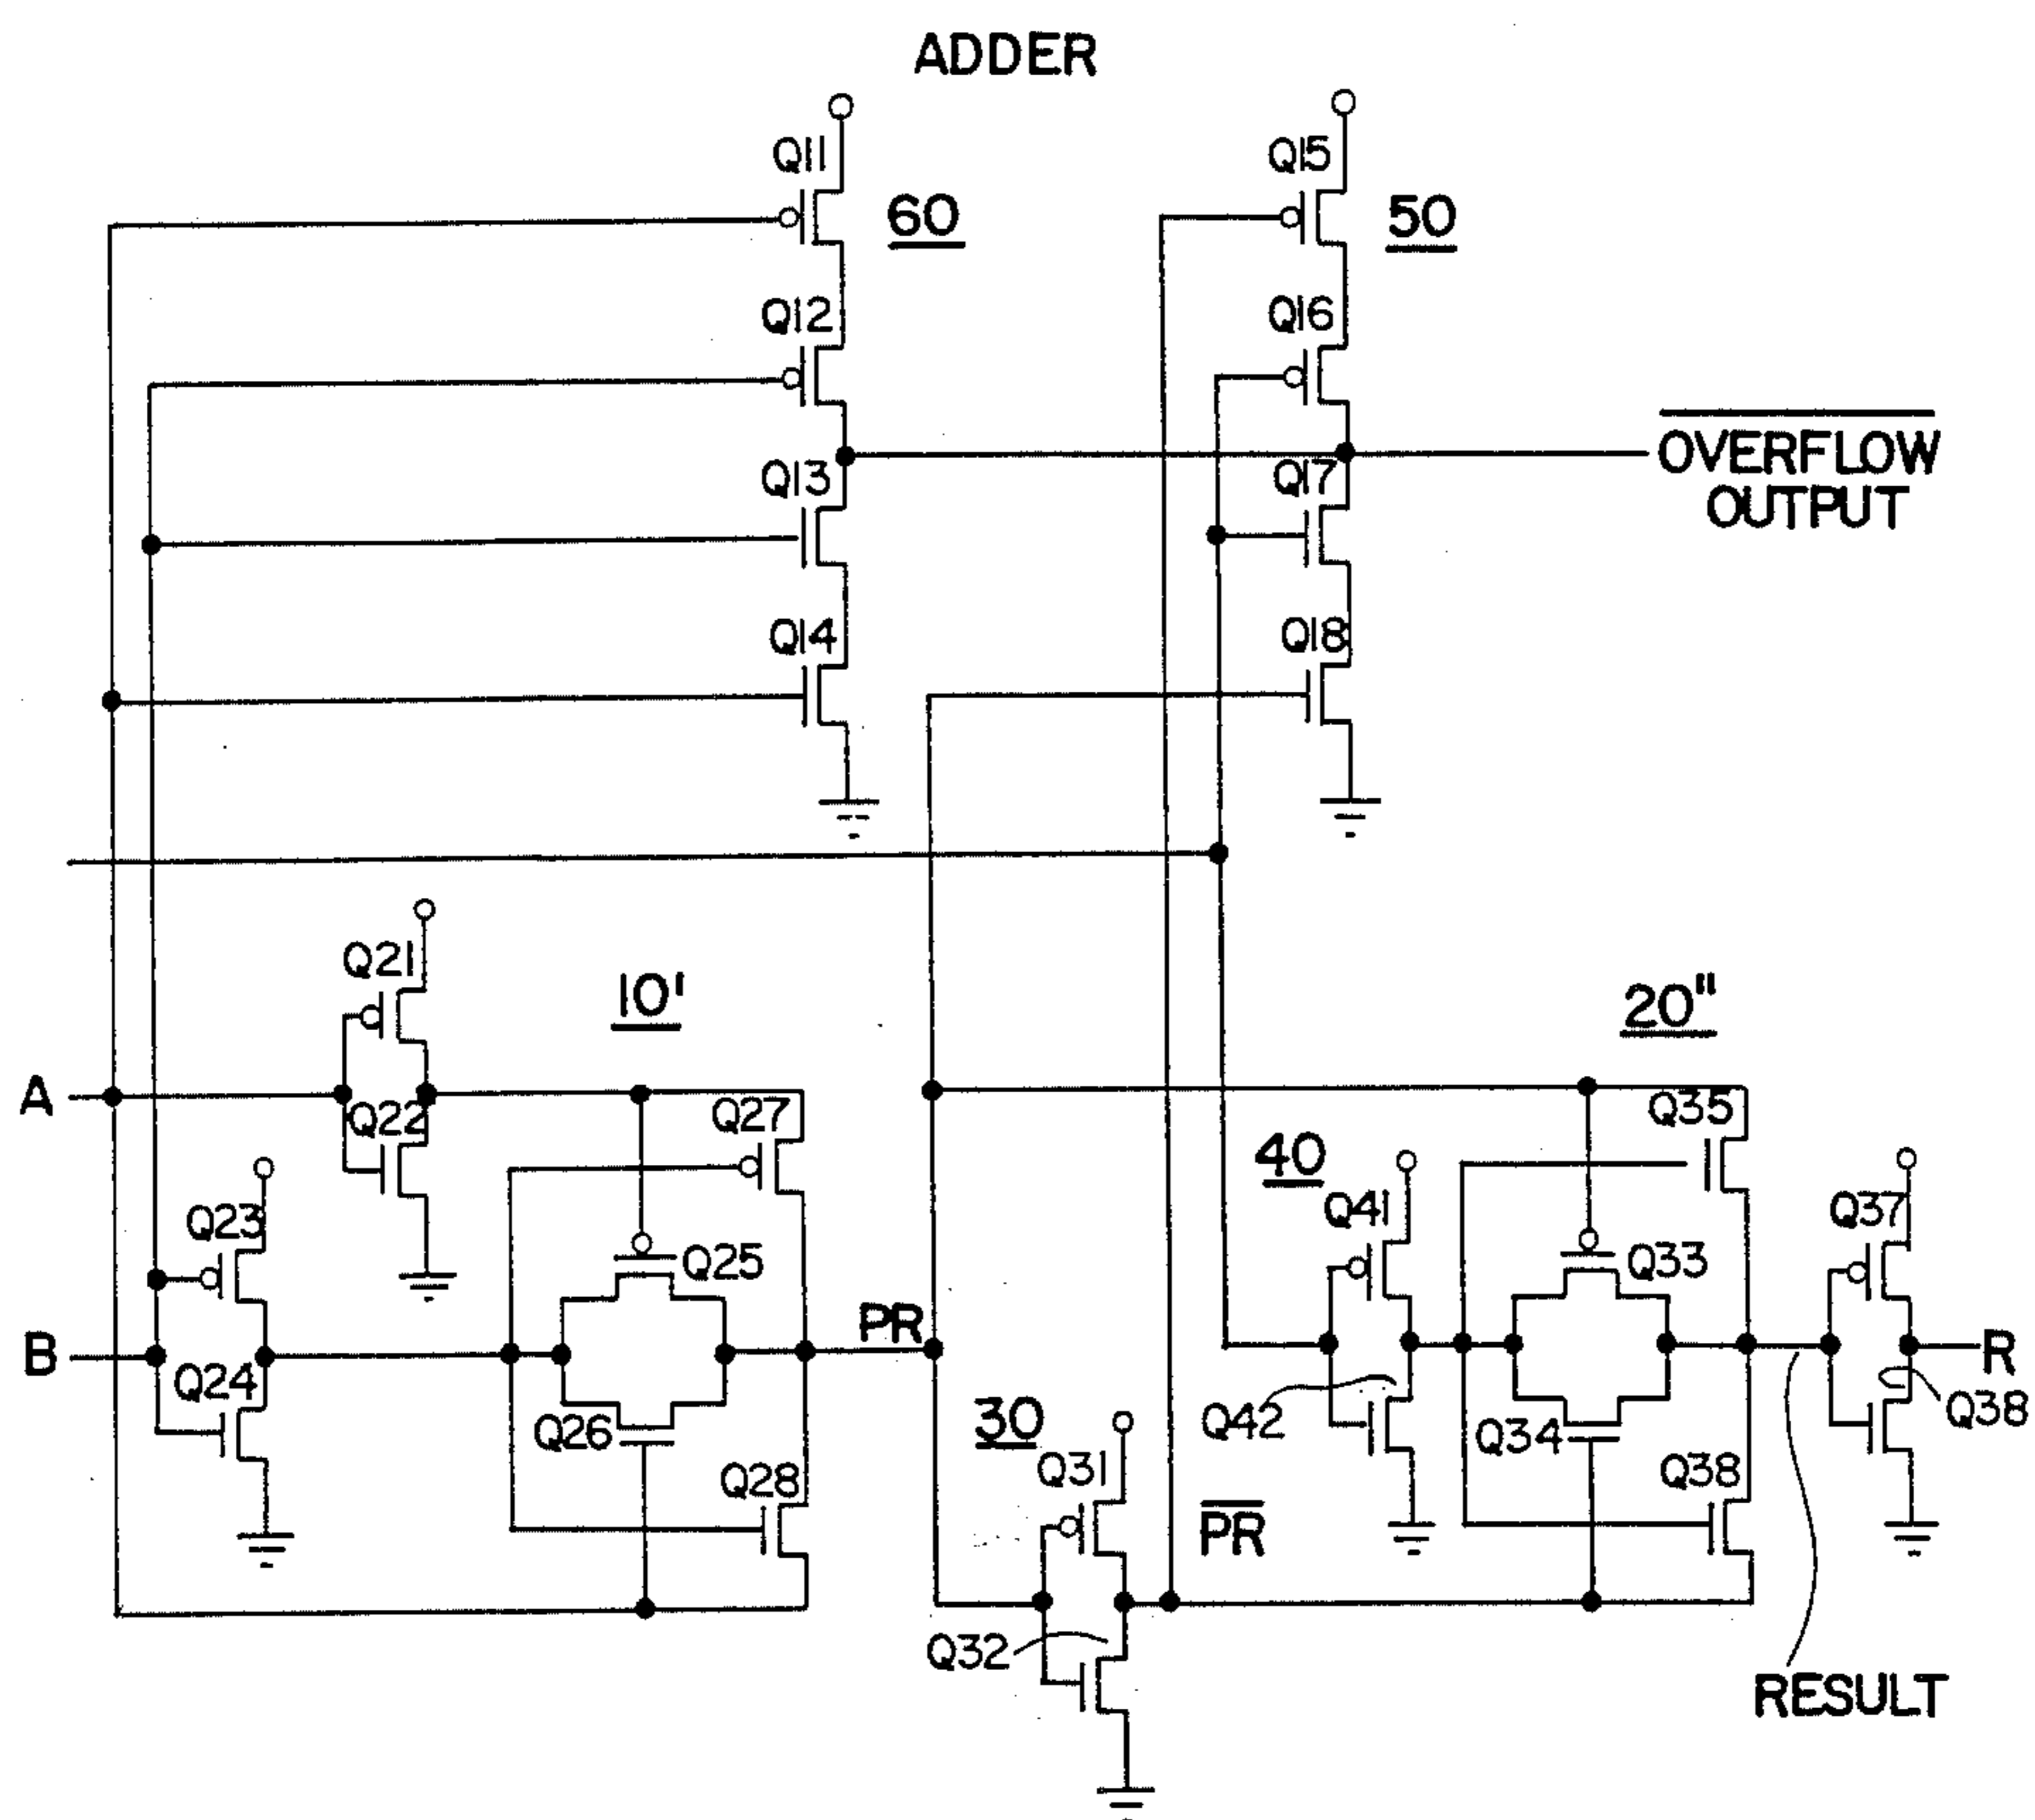 ADDER
Q11
60
Q15
50
Q12
Q16
OVERFLOW
OUTPUT
Q13
Q17
Q14
Q18
Q21
10'
20"
A
Q22
Q27
Q35
40
Q23
Q41
Q37
Q25
Q33
B
PR
R
Q24
Q26
30
Q42
Q34
Q38
Q28
Q31
Q38
PR
Q32
RESULT